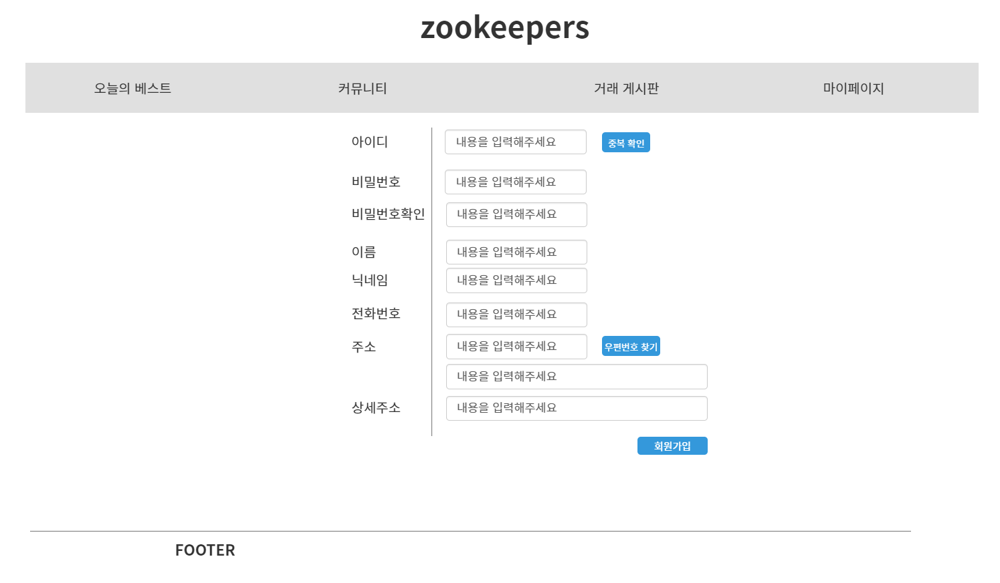 zookeepers
오늘의 베스트 커뮤니티 거래 게시판 마이페이지
아이디 내용을 입력해주세요 중복 확인
비밀번호 내용을 입력해주세요
비밀번호확인 내용을 입력해주세요
이름 내용을 입력해주세요
닉네임 내용을 입력해주세요
전화번호 내용을 입력해주세요
주소 내용을 입력해주세요 우편번호 찾기
내용을 입력해주세요
상세주소 내용을 입력해주세요
회원가입
FOOTER